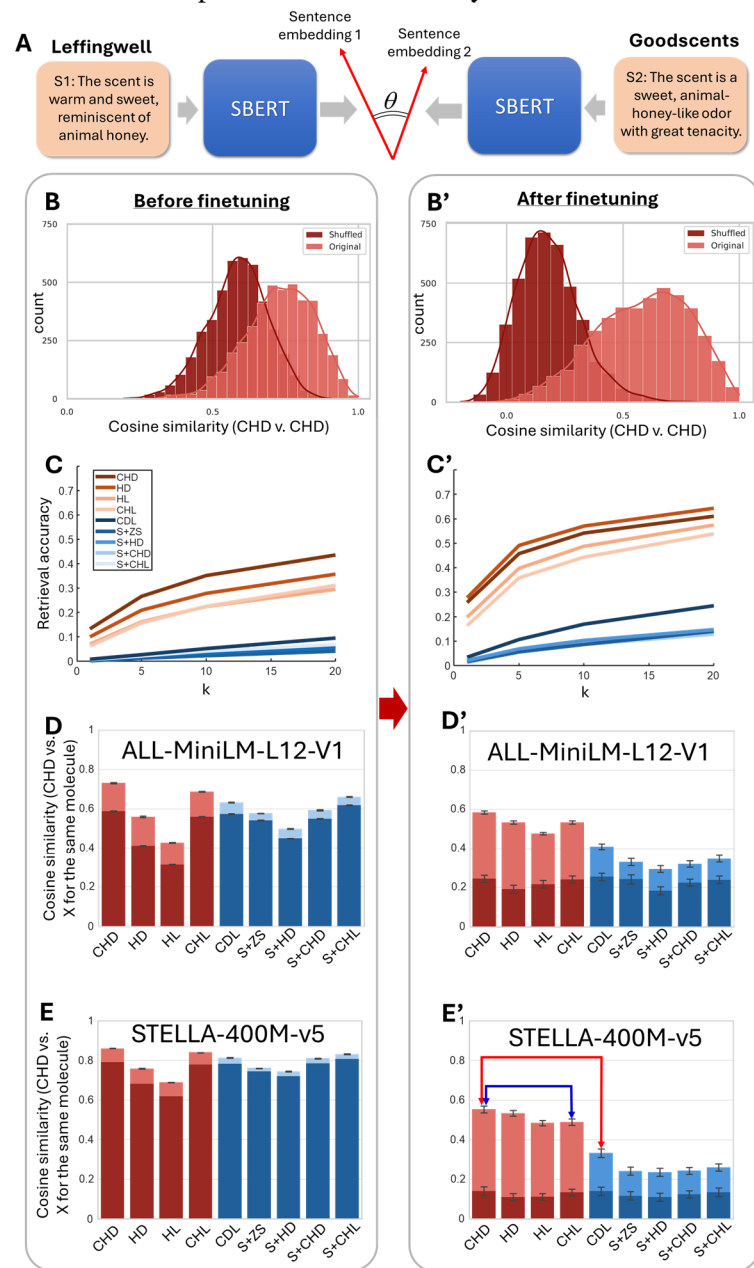 A
Leffingwell
Sentence
embedding 1
Sentence
embedding 2
Goodscents
S1: The scent is
warm and sweet,
reminiscent of
animal honey.
SBERT
θ
SBERT
S2: The scent is a
sweet, animal-
honey-like odor
with great tenacity.
B
Before finetuning
750
500
250
0
count
Shuffled
Original
0.0
0.5
1.0
Cosine similarity (CHD v. CHD)
B'
After finetuning
750
500
250
0
count
Shuffled
Original
0.0
0.5
1.0
Cosine similarity (CHD v. CHD)
C
Retrieval accuracy
0.7
0.6
0.5
0.4
0.3
0.2
0.1
0
CHD
HD
HL
CHL
CDL
S+ZS
S+HD
S+CHD
S+CHL
0
5
10
15
20
k
C'
0.7
0.6
0.5
0.4
0.3
0.2
0.1
0
0
5
10
15
20
k
D
ALL-MiniLM-L12-V1
Cosine similarity (CHD vs.
X for the same molecule)
1
0.8
0.6
0.4
0.2
0
CHD
HD
HL
CHL
CDL
S+ZS
S+HD
S+CHD
S+CHL
D'
ALL-MiniLM-L12-V1
1
0.8
0.6
0.4
0.2
0
CHD
HD
HL
CHL
CDL
S+ZS
S+HD
S+CHD
S+CHL
E
STELLA-400M-v5
Cosine similarity (CHD vs.
X for the same molecule)
1
0.8
0.6
0.4
0.2
0
CHD
HD
HL
CHL
CDL
S+ZS
S+HD
S+CHD
S+CHL
E'
STELLA-400M-v5
1
0.8
0.6
0.4
0.2
0
CHD
HD
HL
CHL
CDL
S+ZS
S+HD
S+CHD
S+CHL